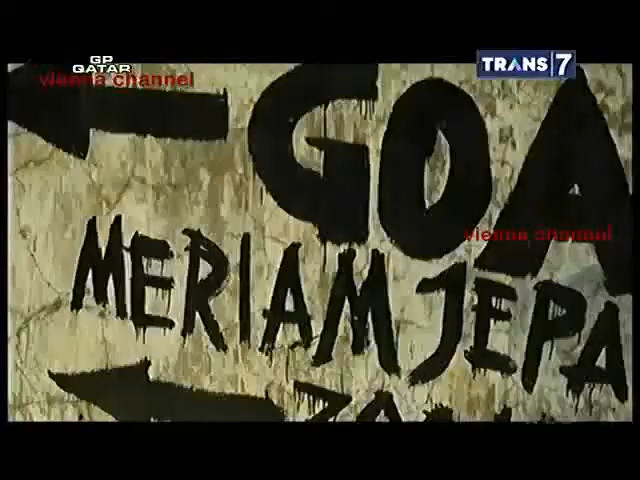 GP
QATAR
vienna channel
TRANS 7
GOA
vienna channel
MERIAM JEPA